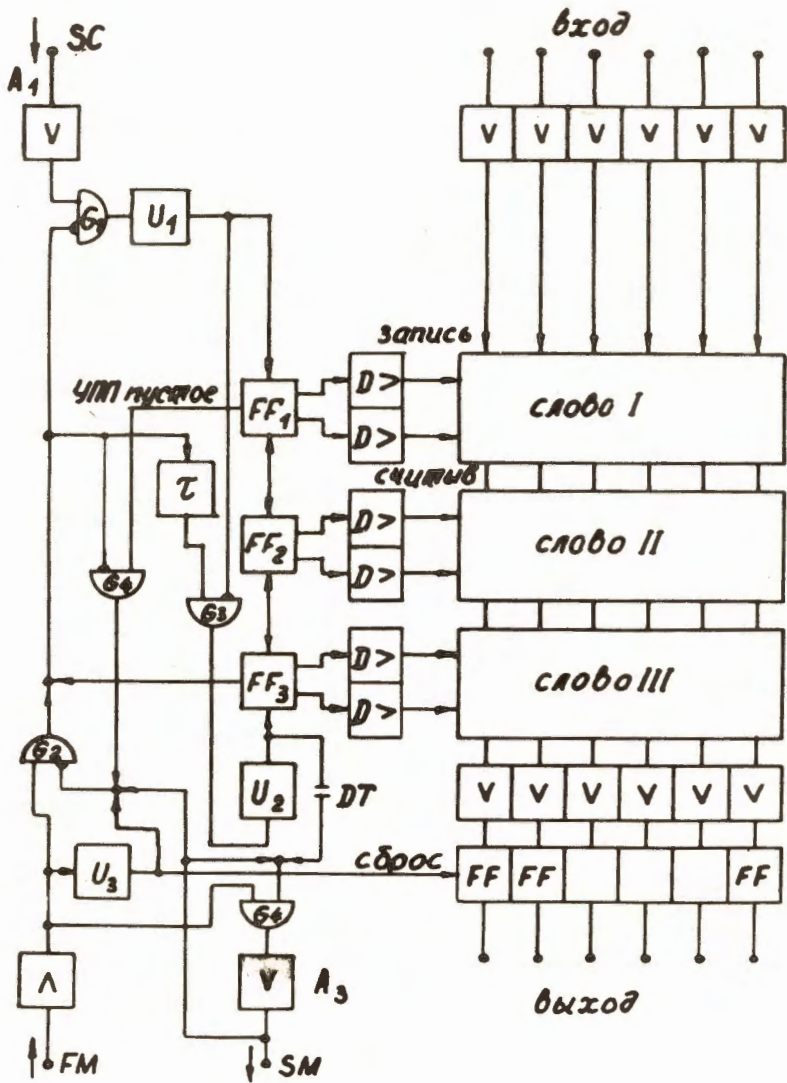 SC
вход
A₁
V
V V V V V V
G₁
U₁
запись
УПП пустое
FF₁
D>
D>
слово I
τ
считыв
FF₂
D>
D>
слово II
G4
G3
FF₃
D>
D>
слово III
G2
U₂
DT
V V V V V V
U₃
сброс
FF FF FF
G4
Λ
V
A₃
выход
FM
SM